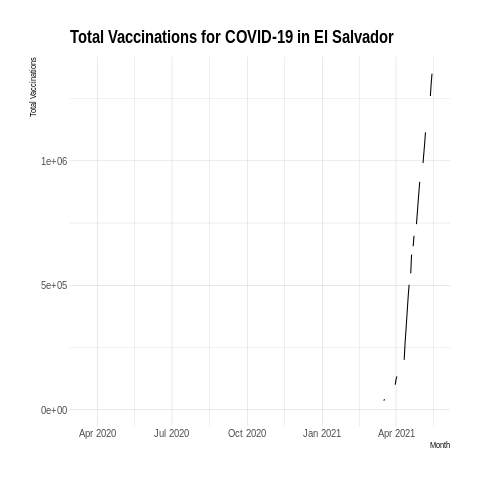 Total Vaccinations for COVID-19 in El Salvador
Total Vaccinations
1e+06
5e+05
0e+00
Apr 2020 Jul 2020 Oct 2020 Jan 2021 Apr 2021
Month